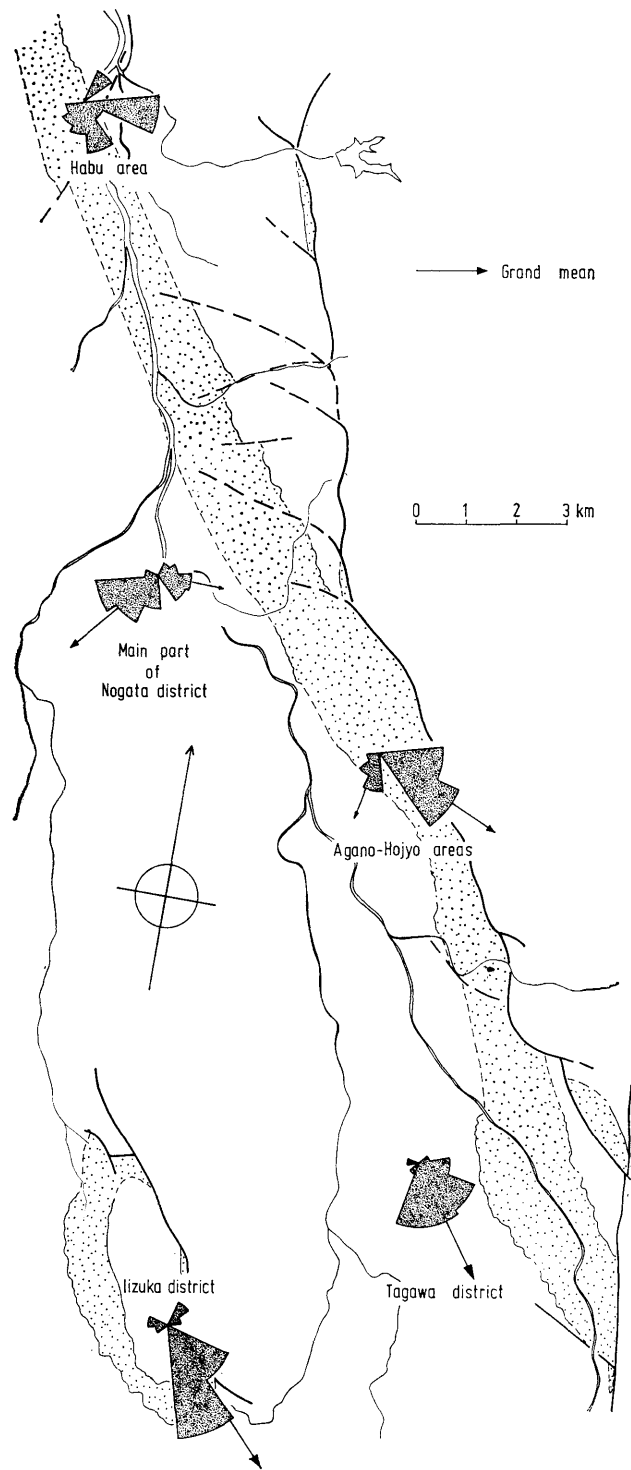 Habu area
Grand mean
0 1 2 3 km
Main part
of
Nogata district
Agano-Hojyo areas
Iizuka district
Tagawa district